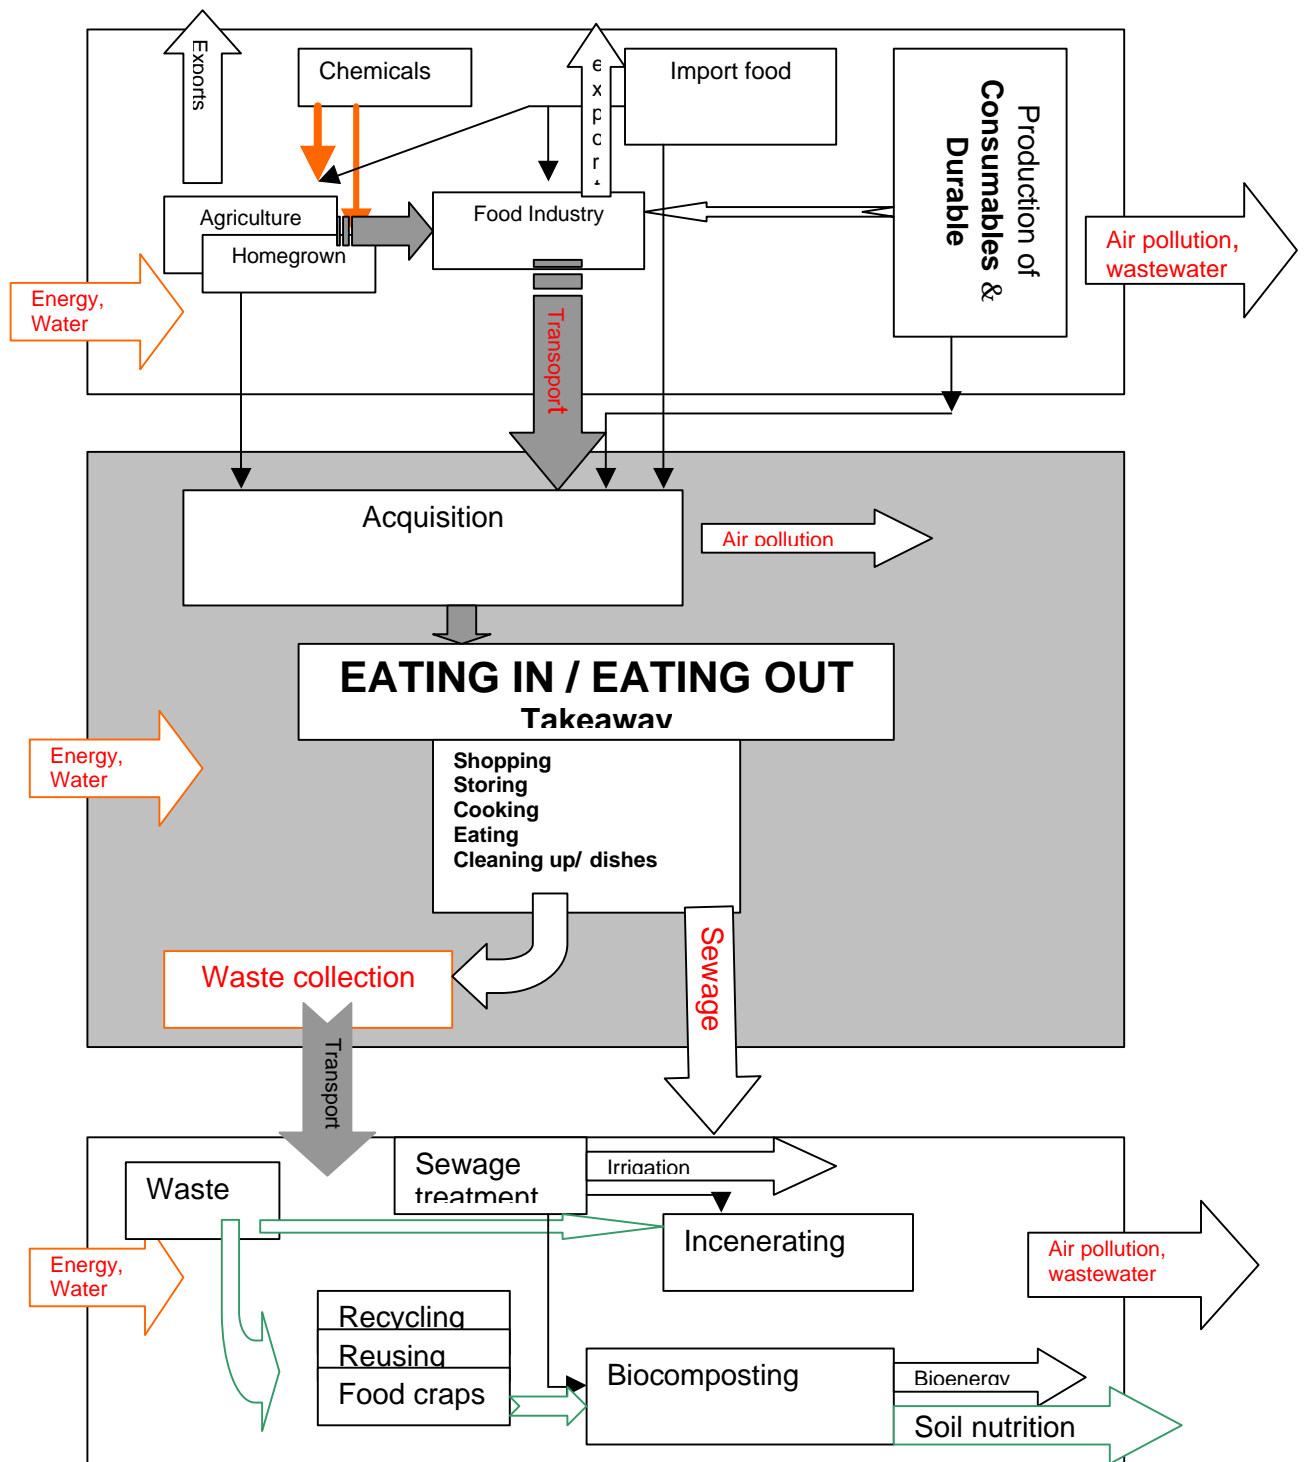 Exports
Chemicals
export
Import food
Production of
Consumables &
Durable
Agriculture
Homegrown
Food Industry
Air pollution,
wastewater
Energy,
Water
Transoport
Acquisition
Air pollution
EATING IN / EATING OUT
Takeaway
Energy,
Water
Shopping
Storing
Cooking
Eating
Cleaning up/ dishes
Sewage
Waste collection
Transport
Sewage
treatment
Irrigation
Waste
Incenerating
Energy,
Water
Air pollution,
wastewater
Recycling
Reusing
Food craps
Biocomposting
Bioenergy
Soil nutrition